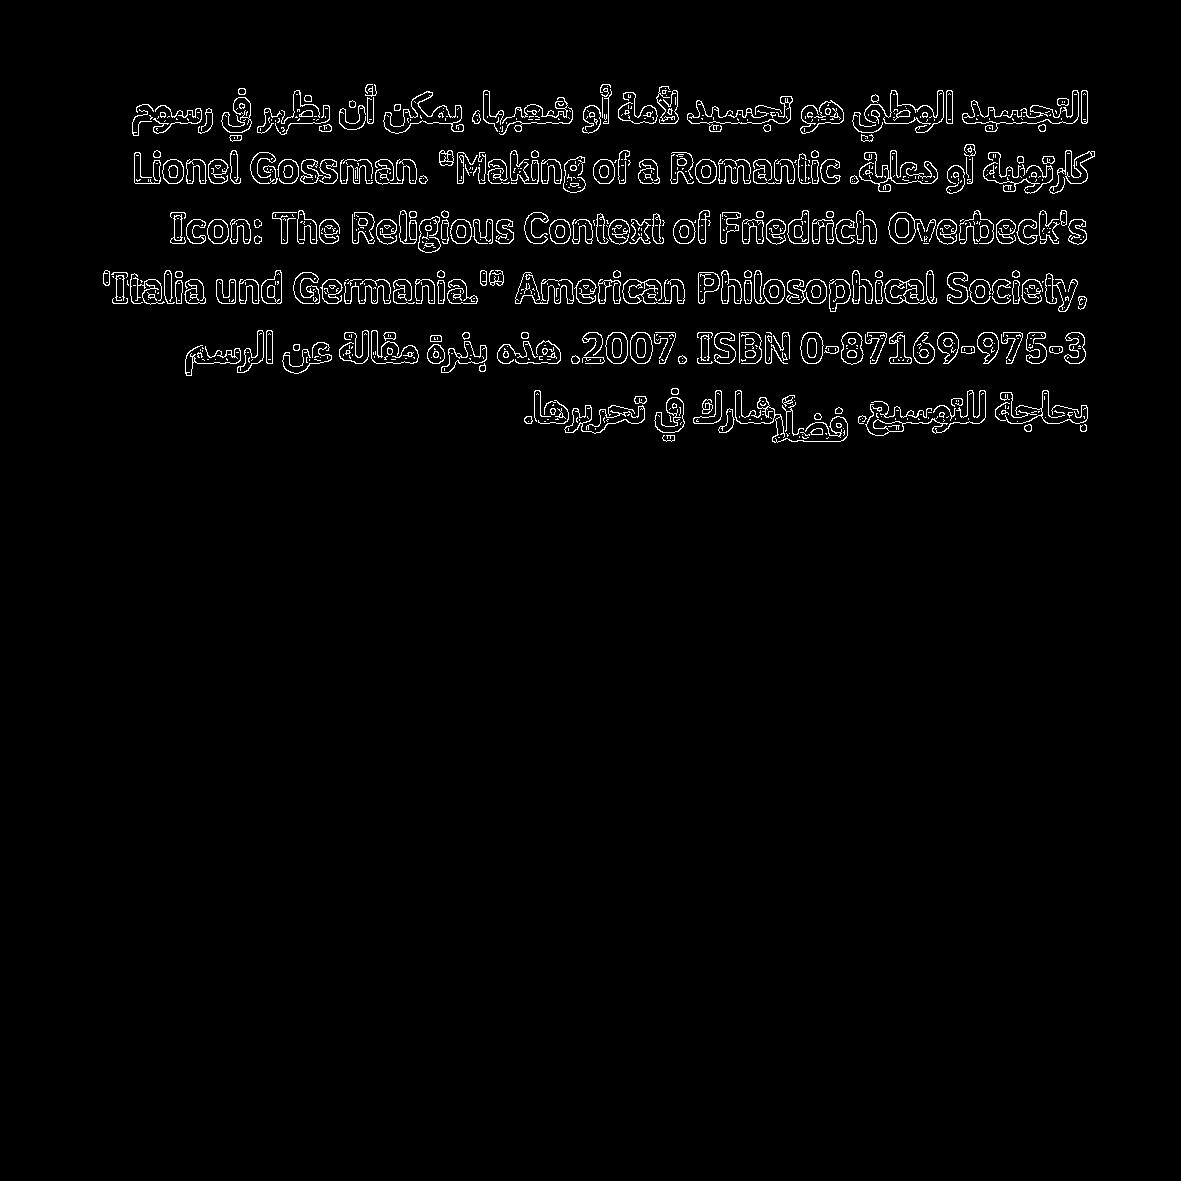 التجسيد الوطني هو تجسيد لأمة أو شعبها، يمكن أن يظهر في رسوم
كارتونية أو دعاية. Lionel Gossman. "Making of a Romantic
Icon: The Religious Context of Friedrich Overbeck's
'Italia und Germania.'" American Philosophical Society,
2007. ISBN 0-87169-975-3. هذه بذرة مقالة عن الرسم
بحاجة للتوسيع. فضلًا شارك في تحريرها.